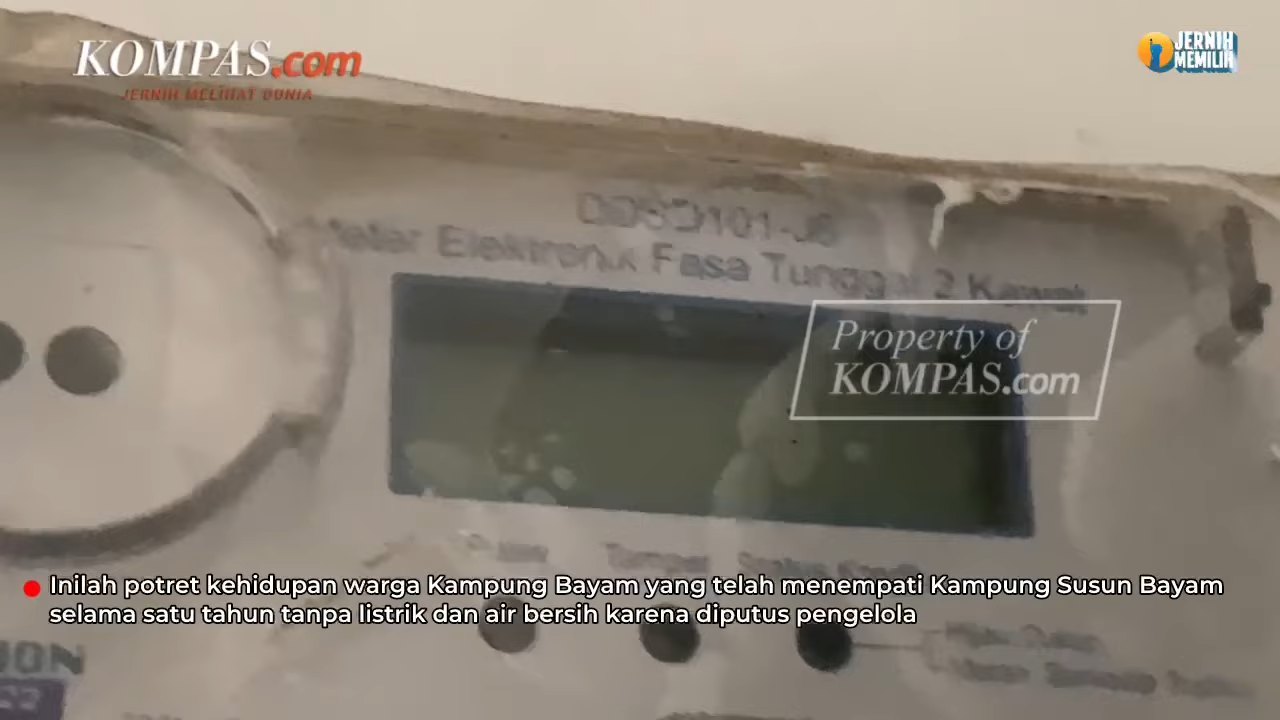 KOMPAS.com
JERNIH MELIHAT DUNIA
JERNIH
MEMILIH
Meter Elektronik Fasa Tunggal 2 Kawat
Property of
KOMPAS.com
Inilah potret kehidupan warga Kampung Bayam yang telah menempati Kampung Susun Bayam
selama satu tahun tanpa listrik dan air bersih karena diputus pengelola